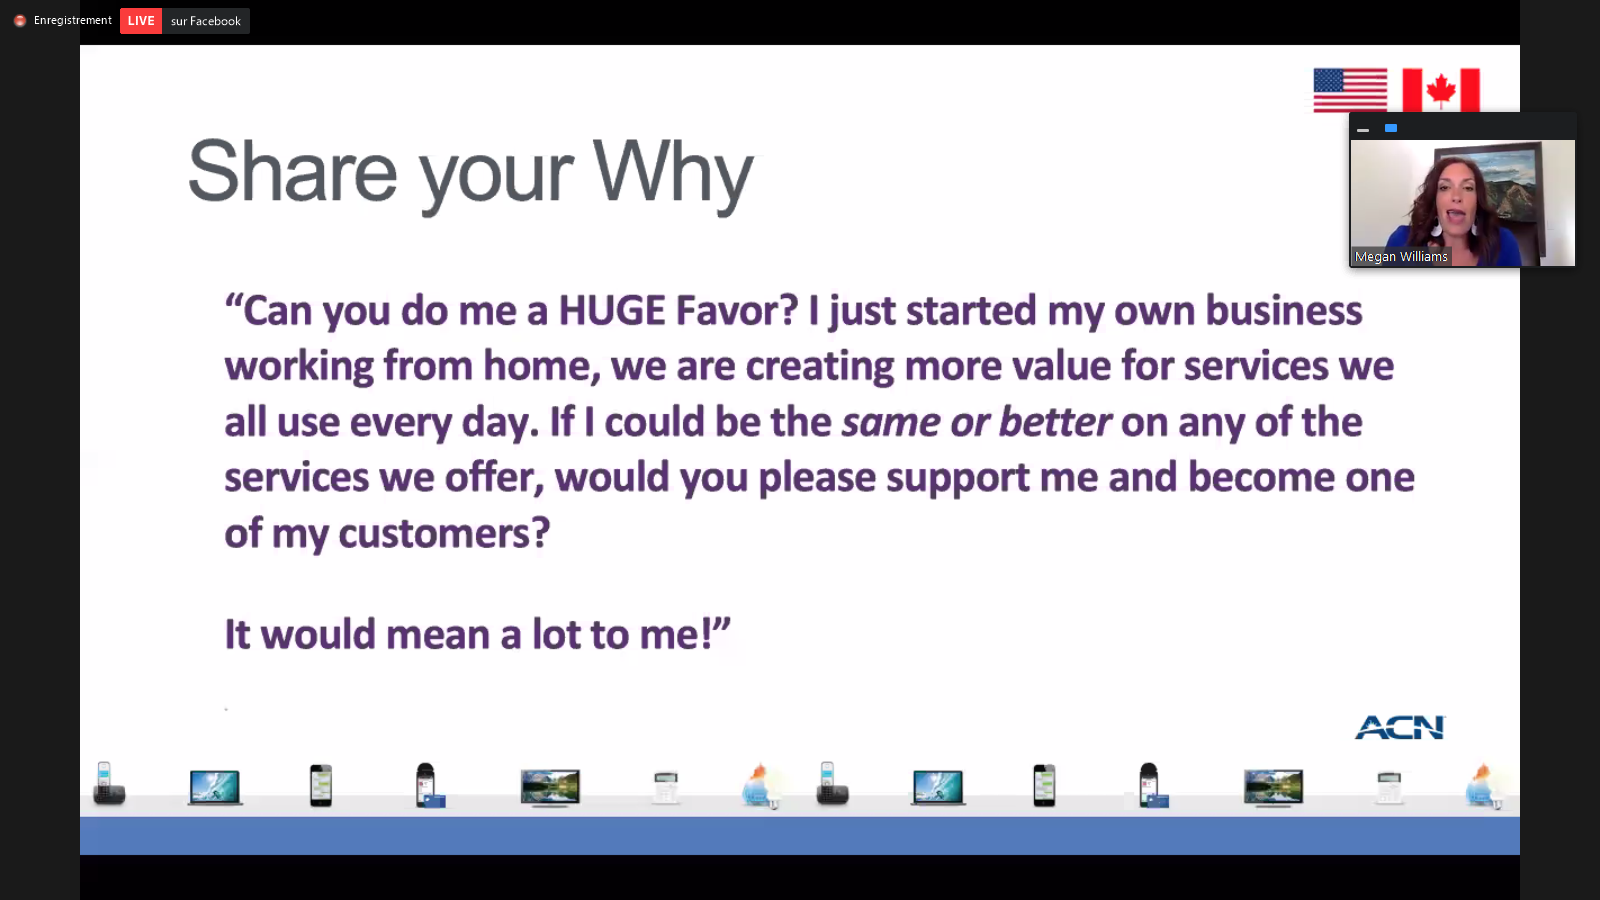 Enregistrement LIVE sur Facebook
Share your Why
Megan Williams
“Can you do me a HUGE Favor? I just started my own business
working from home, we are creating more value for services we
all use every day. If I could be the same or better on any of the
services we offer, would you please support me and become one
of my customers?
It would mean a lot to me!”
ACN